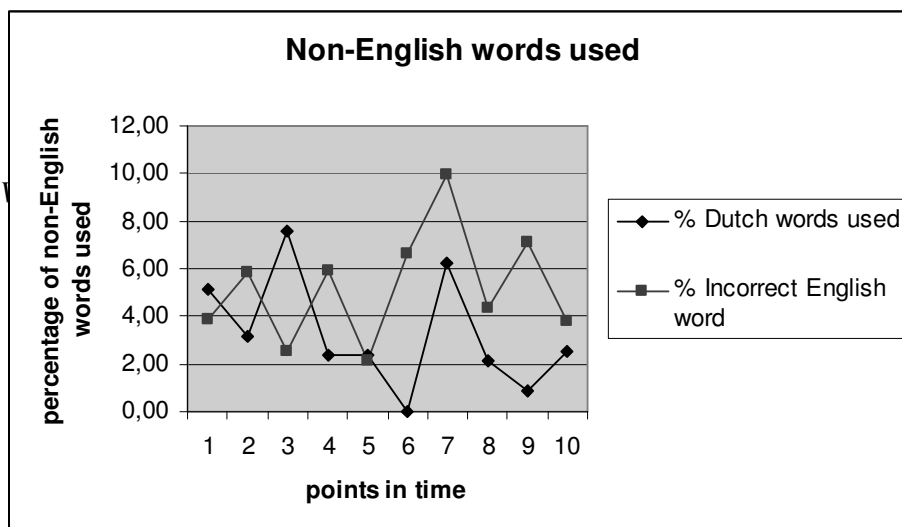 Non-English words used
percentage of non-English
words used
12,00
10,00
8,00
6,00
4,00
2,00
0,00
1 2 3 4 5 6 7 8 9 10
points in time
% Dutch words used
% Incorrect English
word